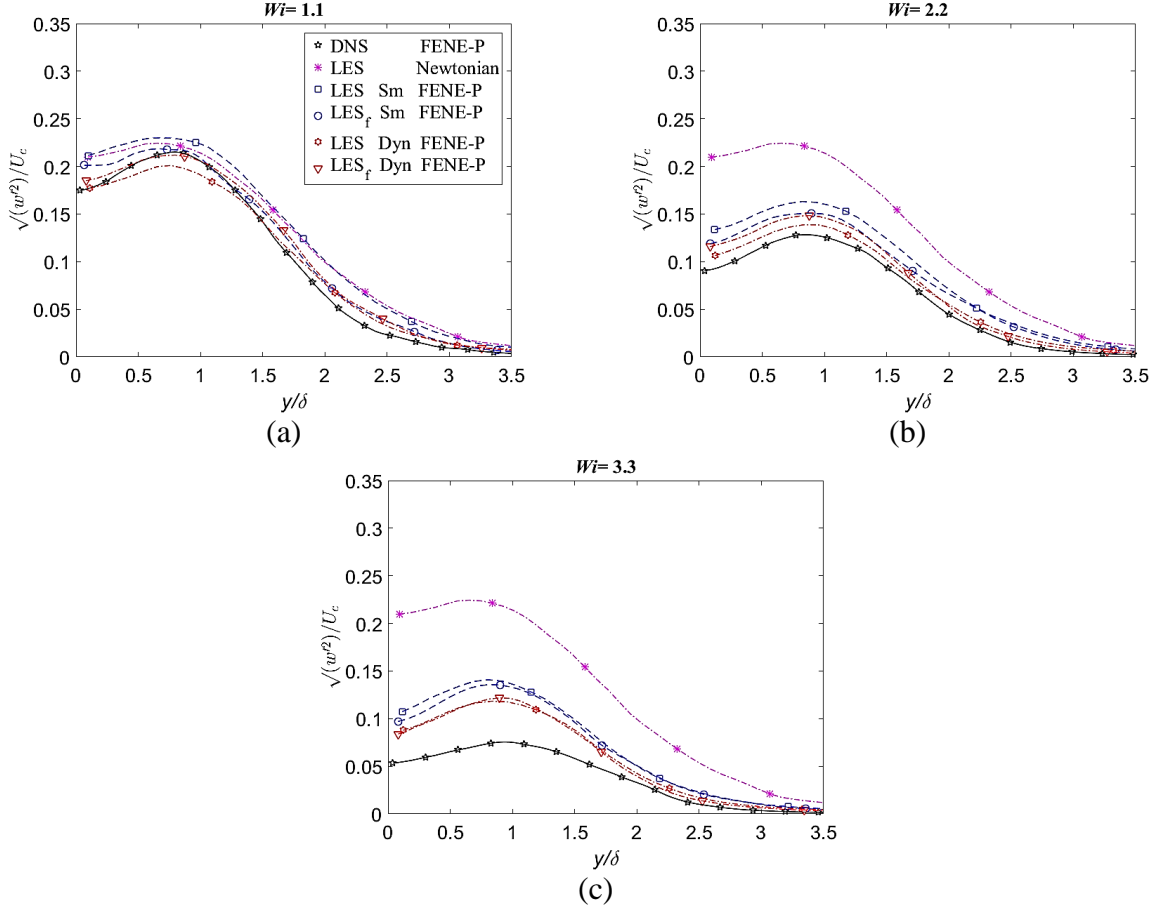 Wi= 1.1
0.35
0.3
0.25
0.2
0.15
0.1
0.05
0
√(w′²)/U_c
DNS FENE-P
LES Newtonian
LES Sm FENE-P
LES_f Sm FENE-P
LES Dyn FENE-P
LES_f Dyn FENE-P
0 0.5 1 1.5 2 2.5 3 3.5
y/δ
(a)
Wi= 2.2
0.35
0.3
0.25
0.2
0.15
0.1
0.05
0
√(w′²)/U_c
0 0.5 1 1.5 2 2.5 3 3.5
y/δ
(b)
Wi= 3.3
0.35
0.3
0.25
0.2
0.15
0.1
0.05
0
√(w′²)/U_c
0 0.5 1 1.5 2 2.5 3 3.5
y/δ
(c)